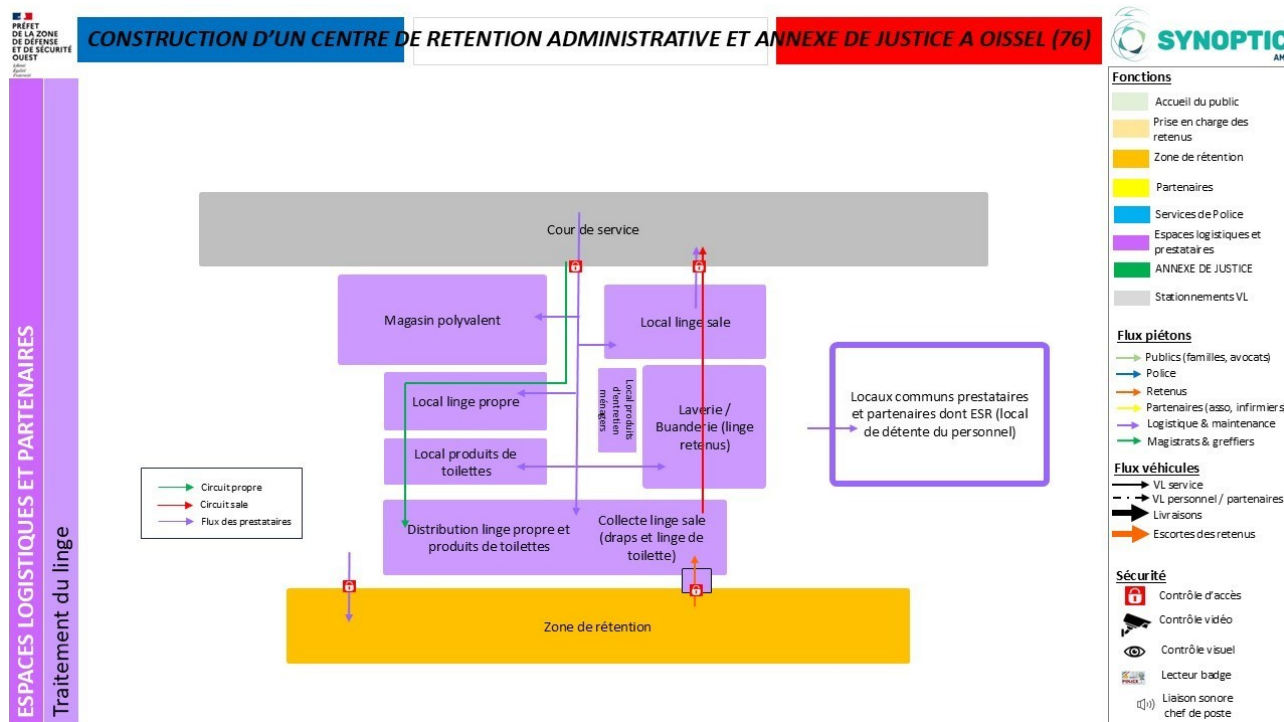 PRÉFET
DE LA ZONE
DE DÉFENSE
ET DE SÉCURITÉ
OUEST
Liberté
Égalité
Fraternité
CONSTRUCTION D’UN CENTRE DE RETENTION ADMINISTRATIVE ET ANNEXE DE JUSTICE A OISSEL (76)
SYNOPTIC
AM
ESPACES LOGISTIQUES ET PARTENAIRES
Traitement du linge
Cour de service
Magasin polyvalent
Local linge sale
Local linge propre
Local produits
d’entretien
ménagers
Laverie /
Buanderie (linge
retenus)
Locaux communs prestataires
et partenaires dont ESR (local
de détente du personnel)
Local produits de
toilettes
Circuit propre
Circuit sale
Flux des prestataires
Distribution linge propre et
produits de toilettes
Collecte linge sale
(draps et linge de
toilette)
Zone de rétention
Fonctions
Accueil du public
Prise en charge des
retenus
Zone de rétention
Partenaires
Services de Police
Espaces logistiques et
prestataires
ANNEXE DE JUSTICE
Stationnements VL
Flux piétons
Publics (familles, avocats)
Police
Retenus
Partenaires (asso, infirmiers
Logistique & maintenance
Magistrats & greffiers
Flux véhicules
VL service
VL personnel / partenaires
Livraisons
Escortes des retenus
Sécurité
Contrôle d’accès
Contrôle vidéo
Contrôle visuel
POLICE
Lecteur badge
Liaison sonore
chef de poste